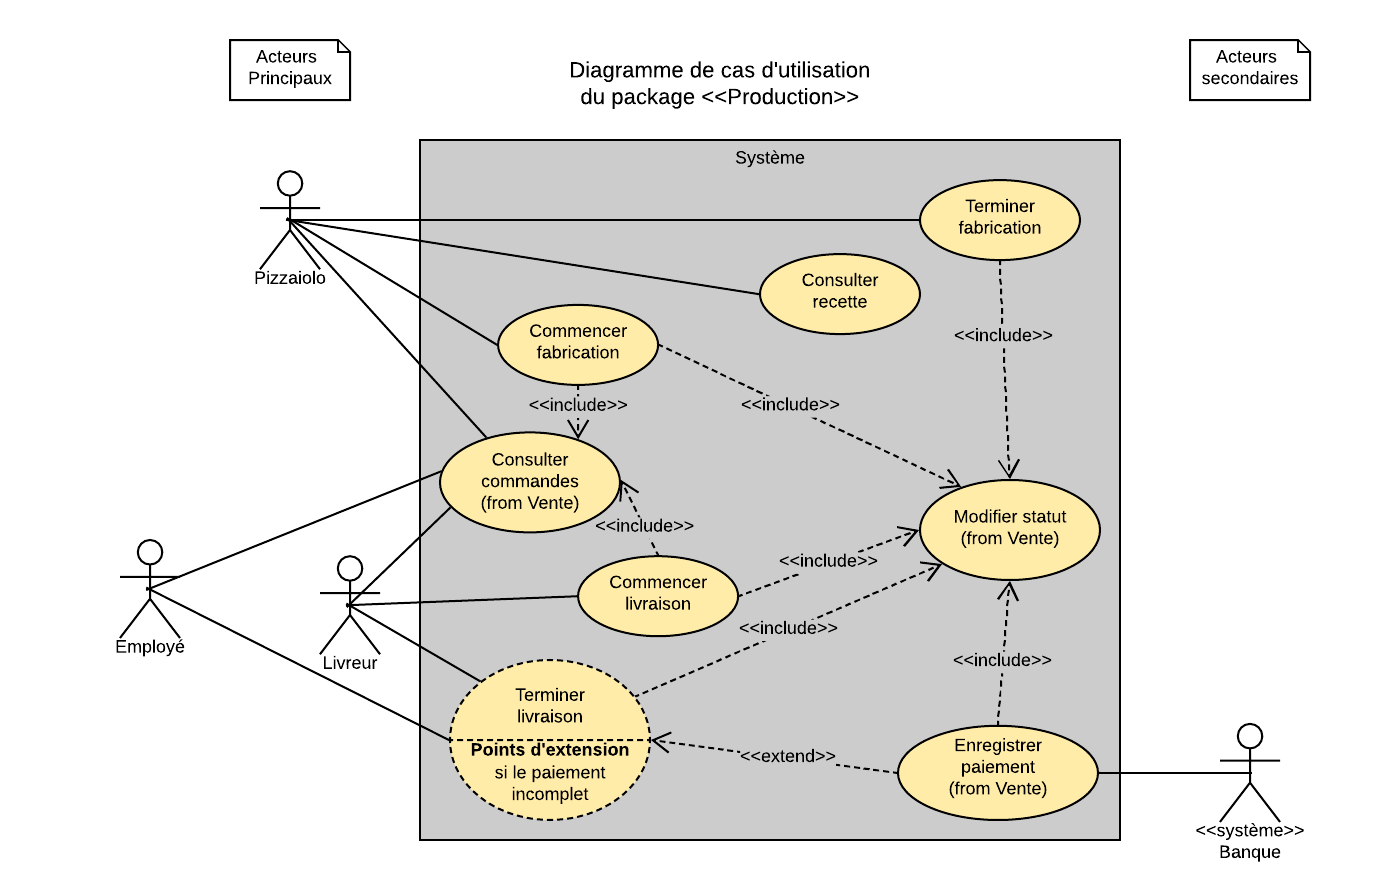 Acteurs
Principaux
Diagramme de cas d'utilisation
du package <<Production>>
Acteurs
secondaires
Système
Terminer
fabrication
Consulter
recette
Pizzaiolo
Commencer
fabrication
<<include>>
<<include>>
<<include>>
Consulter
commandes
(from Vente)
Modifier statut
(from Vente)
<<include>>
<<include>>
Commencer
livraison
<<include>>
Employé
Livreur
<<include>>
Terminer
livraison
Points d'extension
si le paiement
incomplet
<<extend>>
Enregistrer
paiement
(from Vente)
<<système>>
Banque